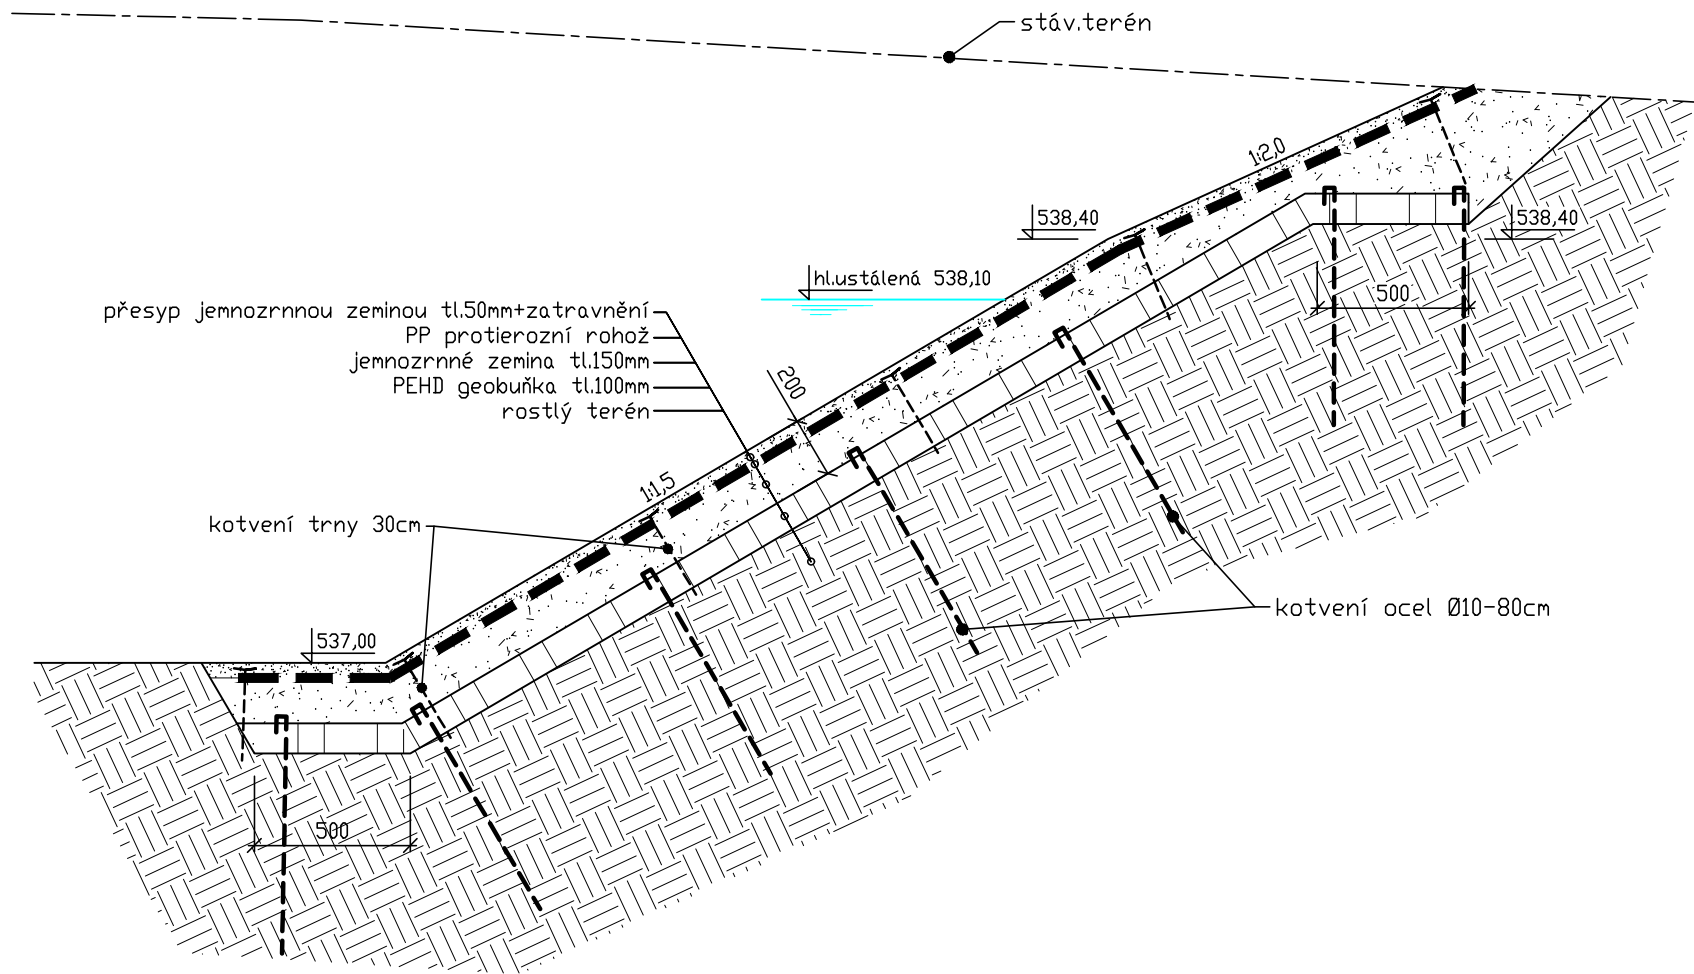 stáv.terén
1:2,0
538,40
538,40
hl.ustálená 538,10
500
přesyp jemnozrnnou zeminou tl.50mm+zatravnění
PP protierozní rohož
jemnozrnné zemina tl.150mm
PEHD geobuňka tl.100mm
rostlý terén
200
1:1,5
kotvení trny 30cm
kotvení ocel Ø10-80cm
537,00
500